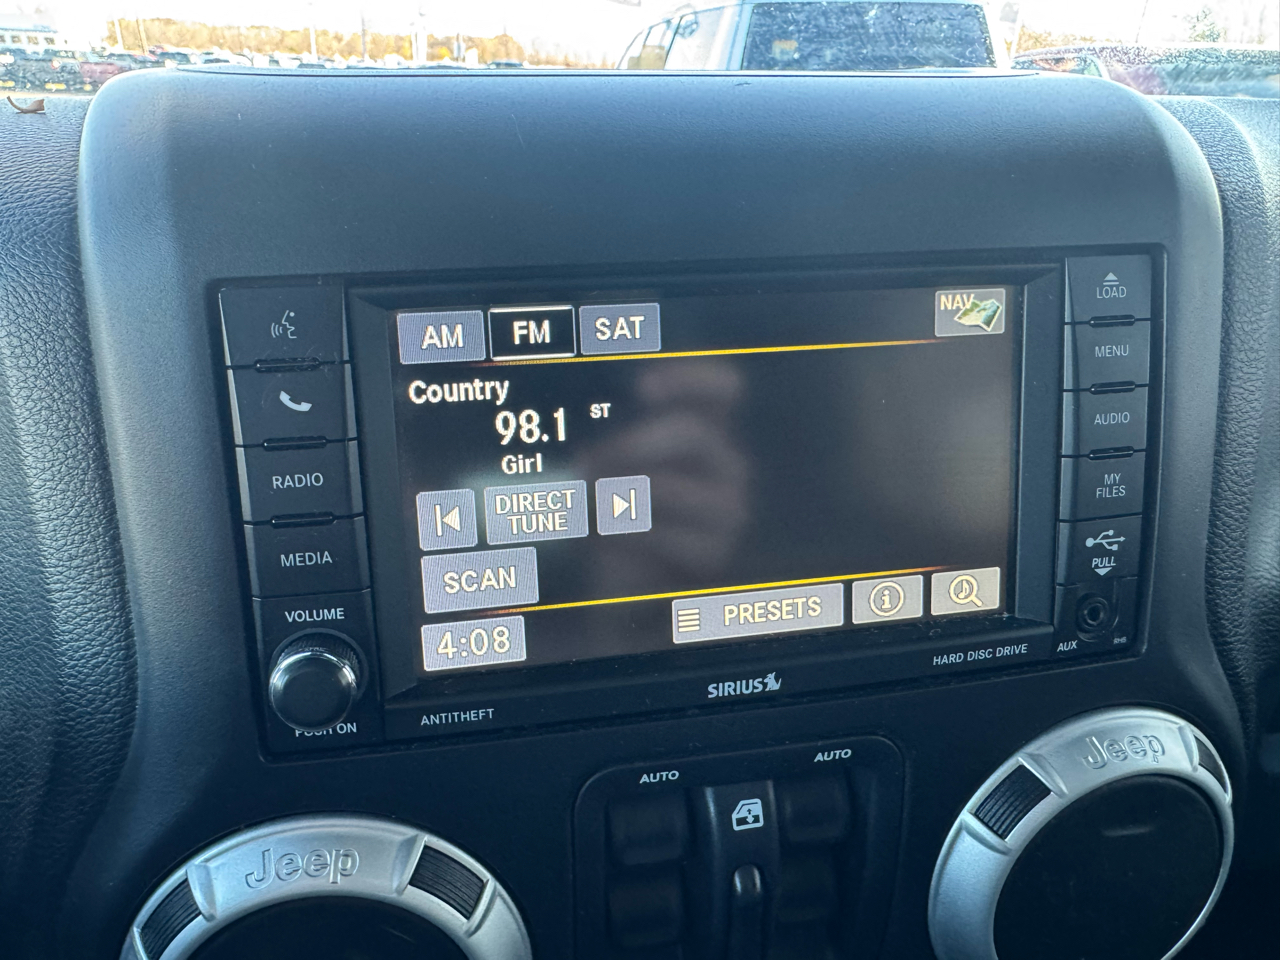 AM
FM
SAT
NAV
Country
98.1 ST
Girl
DIRECT
TUNE
SCAN
4:08
PRESETS
RADIO
MEDIA
VOLUME
PUSH ON
ANTITHEFT
SIRIUS
HARD DISC DRIVE
LOAD
MENU
AUDIO
MY
FILES
PULL
AUX
RHB
AUTO
AUTO
Jeep
Jeep